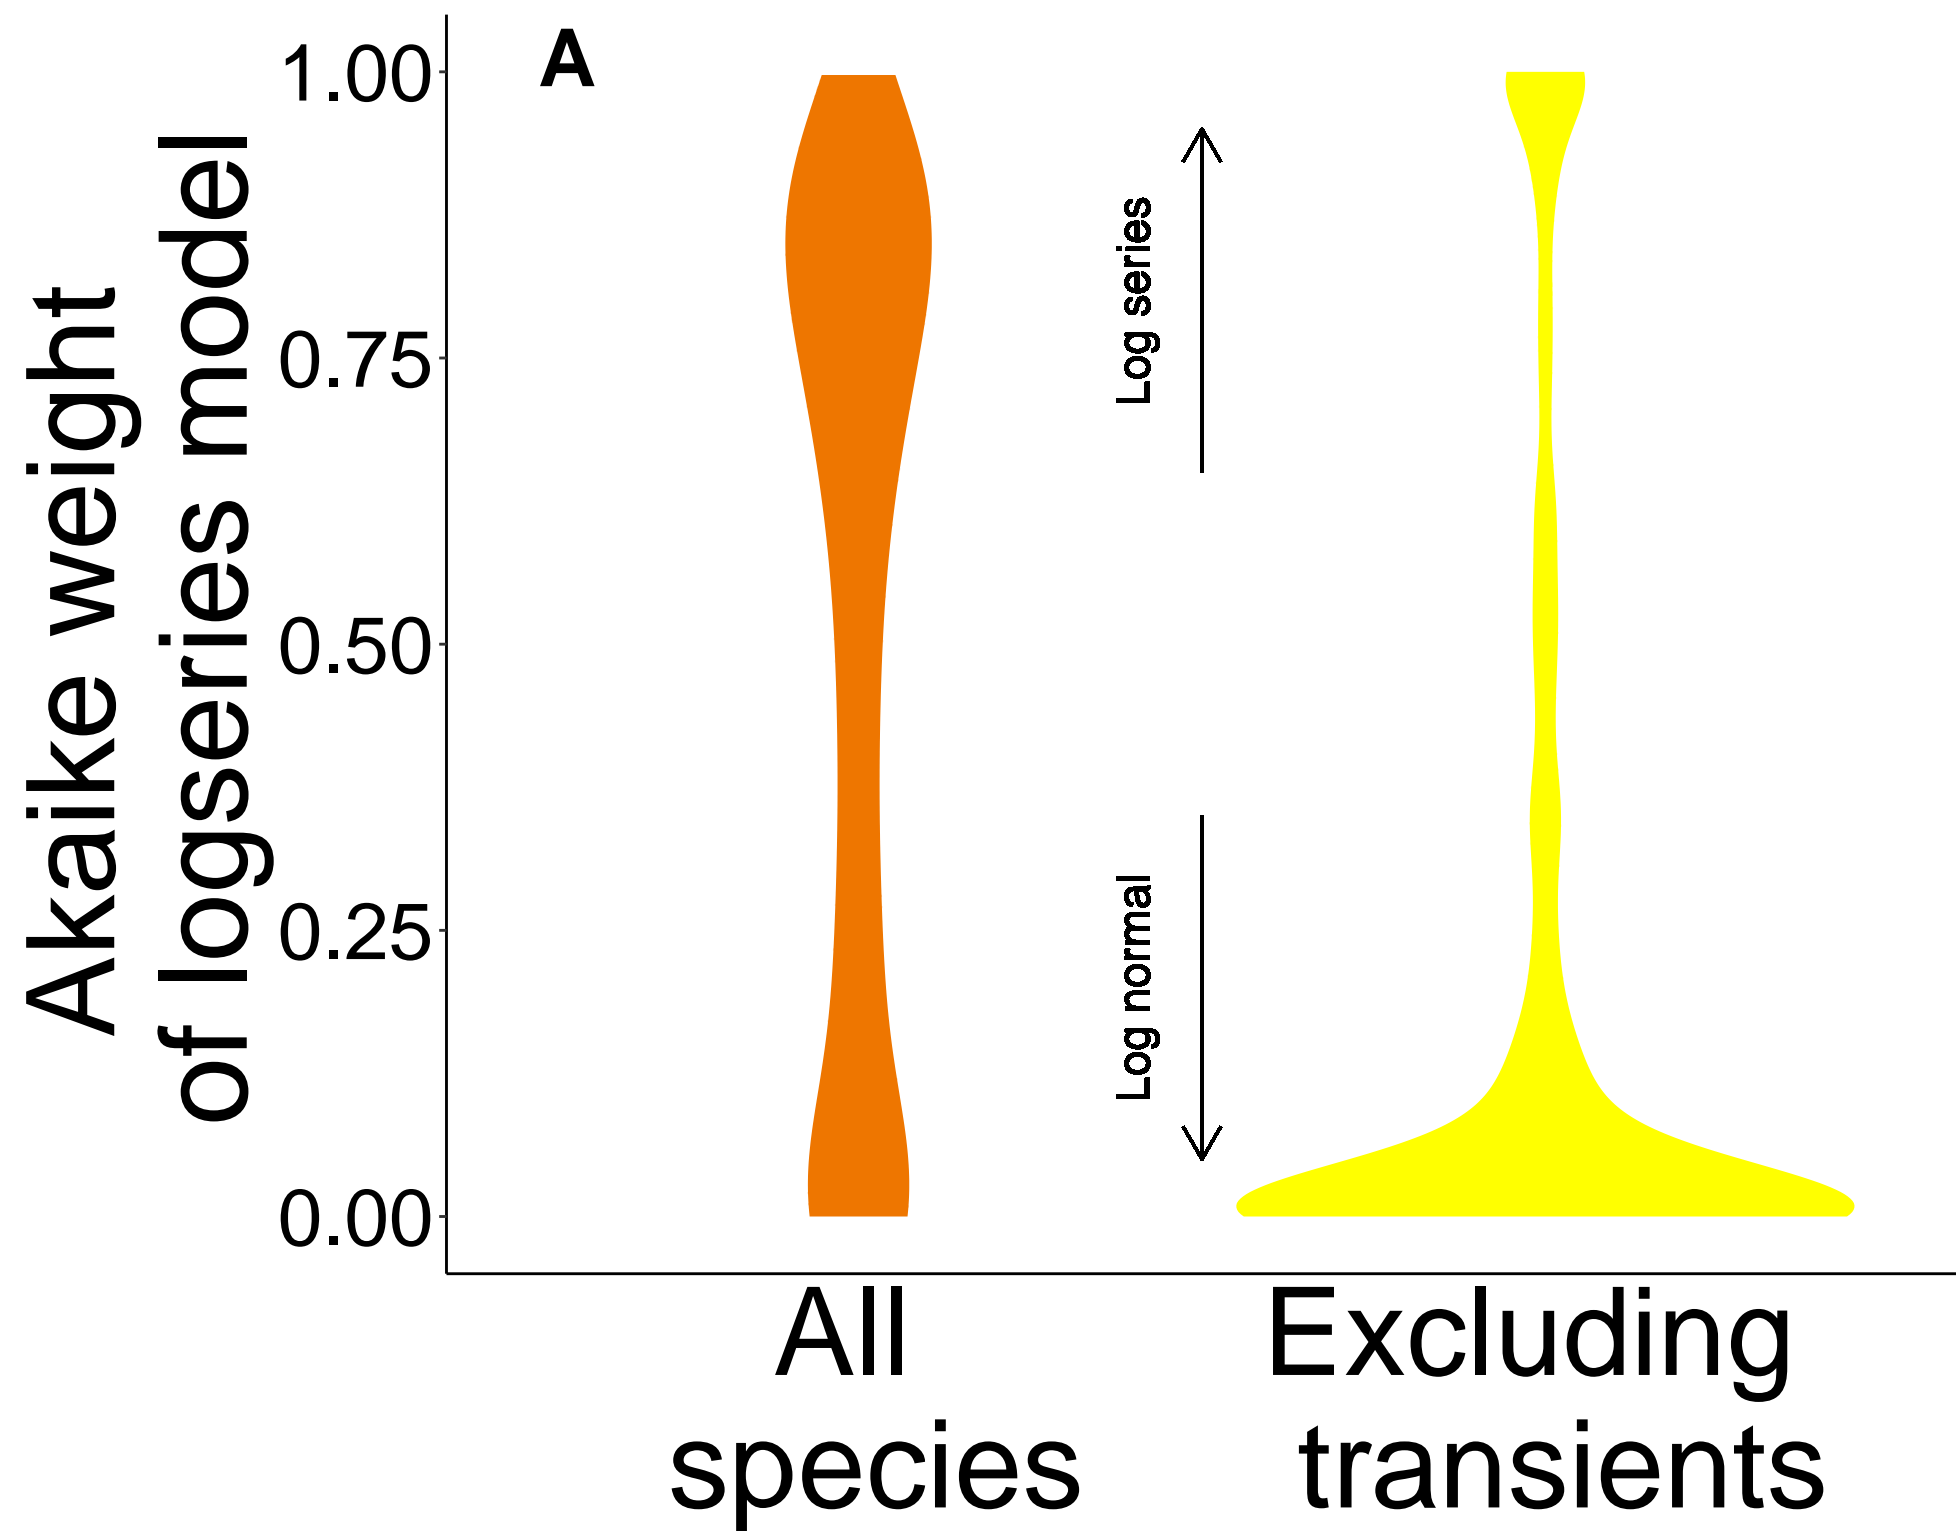 A
Akaike weight
of logseries model
1.00
0.75
0.50
0.25
0.00
Log series
Log normal
All
species
Excluding
transients